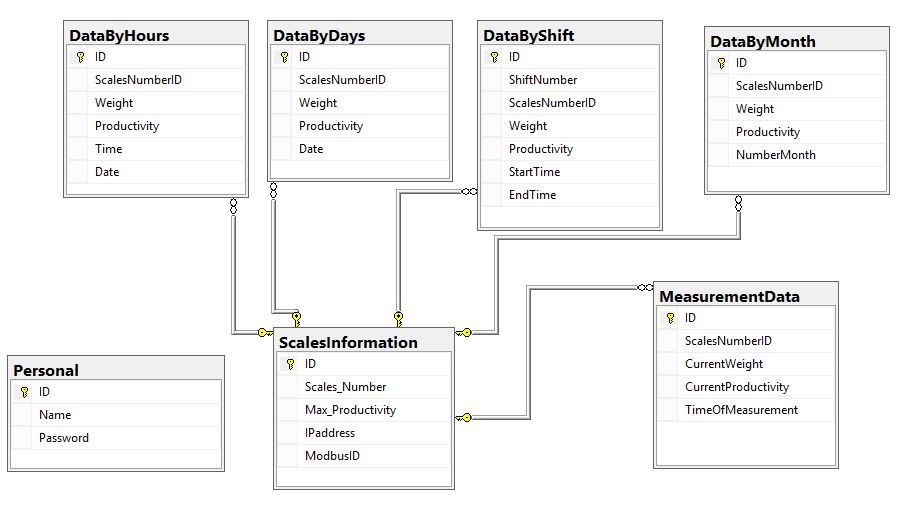 DataByHours
ID
ScalesNumberID
Weight
Productivity
Time
Date
DataByDays
ID
ScalesNumberID
Weight
Productivity
Date
DataByShift
ID
ShiftNumber
ScalesNumberID
Weight
Productivity
StartTime
EndTime
DataByMonth
ID
ScalesNumberID
Weight
Productivity
NumberMonth
MeasurementData
ID
ScalesNumberID
CurrentWeight
CurrentProductivity
TimeOfMeasurement
ScalesInformation
ID
Scales_Number
Max_Productivity
IPaddress
ModbusID
Personal
ID
Name
Password